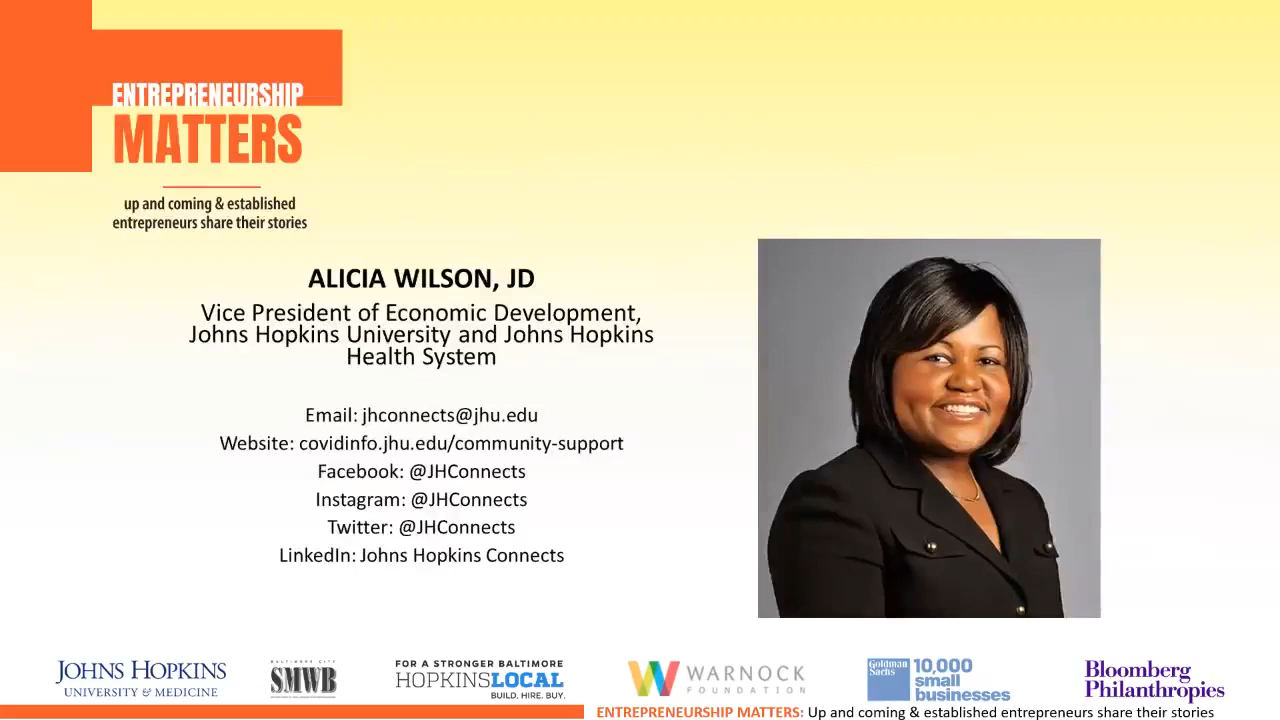 ENTREPRENEURSHIP
MATTERS
up and coming & established
entrepreneurs share their stories
ALICIA WILSON, JD
Vice President of Economic Development,
Johns Hopkins University and Johns Hopkins
Health System
Email: jhconnects@jhu.edu
Website: covidinfo.jhu.edu/community-support
Facebook: @JHConnects
Instagram: @JHConnects
Twitter: @JHConnects
LinkedIn: Johns Hopkins Connects
JOHNS HOPKINS
UNIVERSITY & MEDICINE
BALTIMORE CITY
SMWB
FOR A STRONGER BALTIMORE
HOPKINSLOCAL
BUILD. HIRE. BUY.
WARNOCK
FOUNDATION
Goldman
Sachs
10,000
small
businesses
Bloomberg
Philanthropies
ENTREPRENEURSHIP MATTERS: Up and coming & established entrepreneurs share their stories